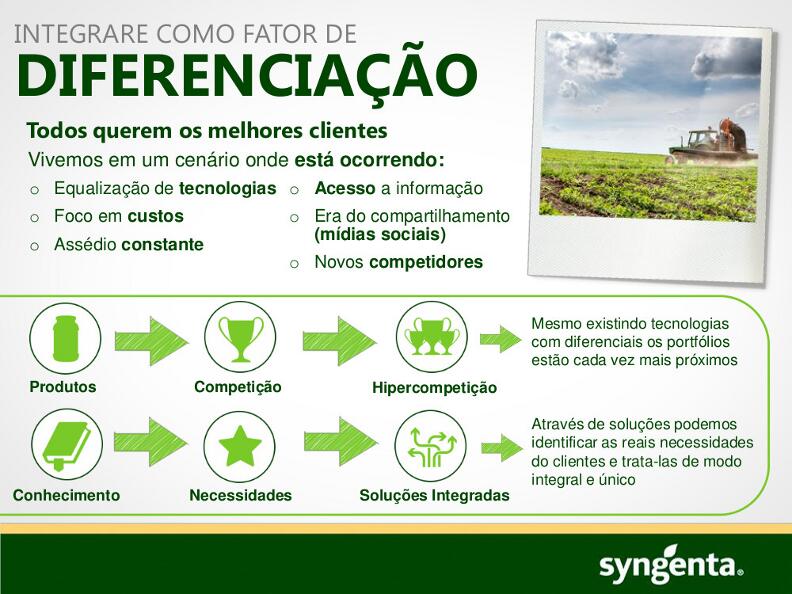 INTEGRARE COMO FATOR DE
DIFERENCIAÇÃO
Todos querem os melhores clientes
Vivemos em um cenário onde está ocorrendo:
o Equalização de tecnologias
o Foco em custos
o Assédio constante
o Acesso a informação
o Era do compartilhamento
(mídias sociais)
o Novos competidores
Produtos
Competição
Hipercompetição
Mesmo existindo tecnologias
com diferenciais os portfólios
estão cada vez mais próximos
Conhecimento
Necessidades
Soluções Integradas
Através de soluções podemos
identificar as reais necessidades
do clientes e trata-las de modo
integral e único
syngenta®